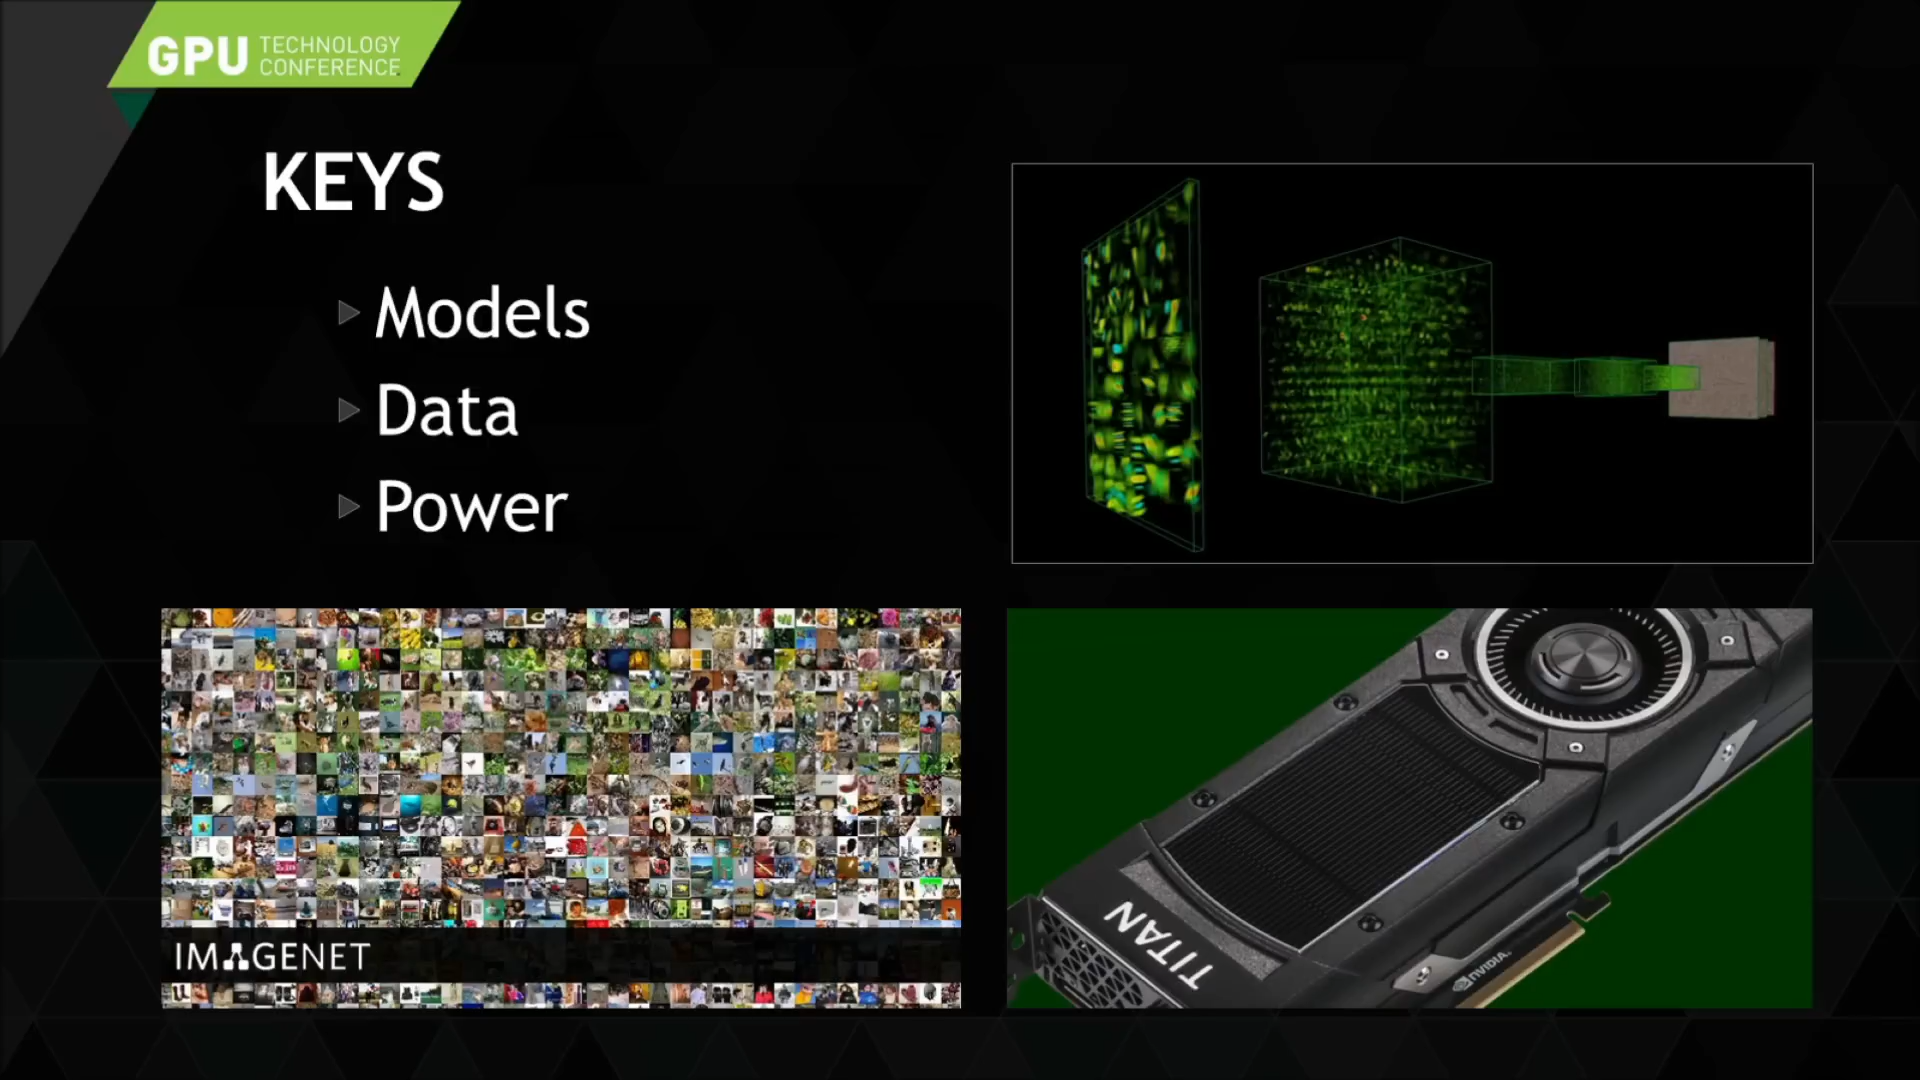 GPU TECHNOLOGY
CONFERENCE
KEYS
Models
Data
Power
IMAGENET
TITAN
NVIDIA